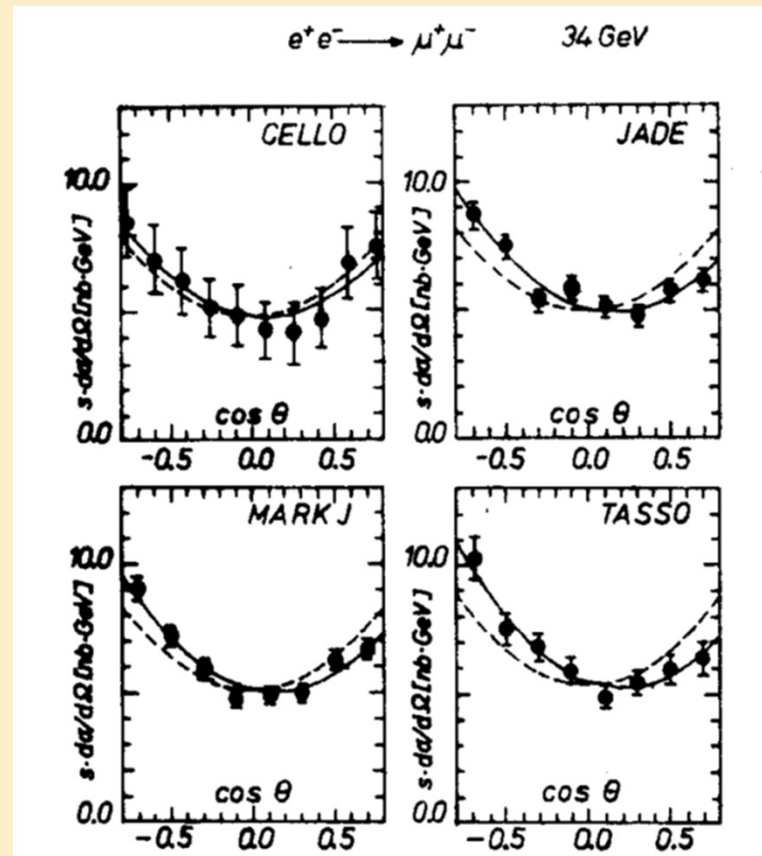 e⁺e⁻ → μ⁺μ⁻ 34 GeV
CELLO
10.0
s·dσ/dΩ [nb·GeV]
0.0
cos θ
-0.5 0.0 0.5
JADE
10.0
s·dσ/dΩ [nb·GeV]
0.0
cos θ
-0.5 0.0 0.5
MARK J
10.0
s·dσ/dΩ [nb·GeV]
0.0
cos θ
-0.5 0.0 0.5
TASSO
10.0
s·dσ/dΩ [nb·GeV]
0.0
cos θ
-0.5 0.0 0.5